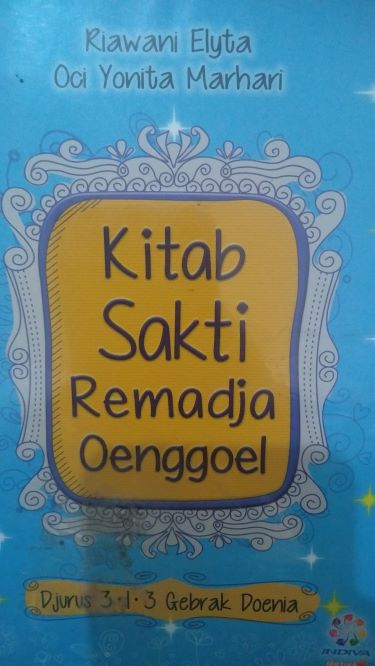 Riawani Elyta
Oci Yonita Marhari
Kitab
Sakti
Remadja
Oenggoel
Djurus 3·1·3 Gebrak Doenia
INDIVA